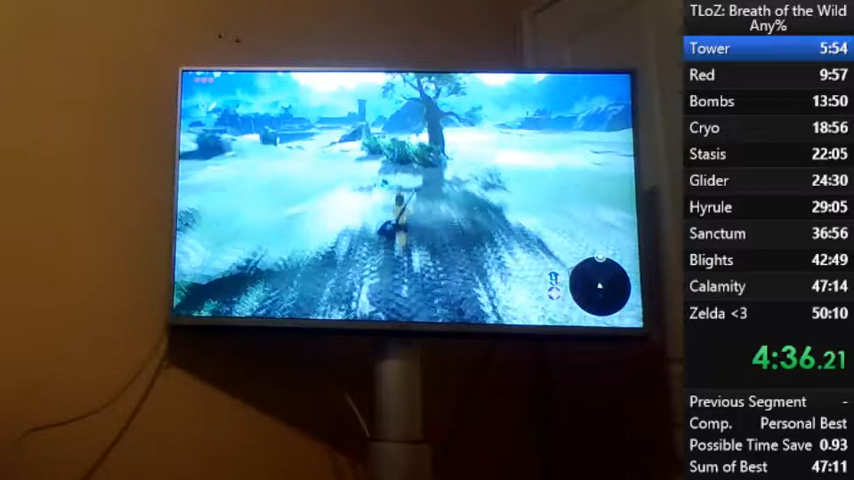 TLoZ: Breath of the Wild
Any%
Tower 5:54
Red 9:57
Bombs 13:50
Cryo 18:56
Stasis 22:05
Glider 24:30
Hyrule 29:05
Sanctum 36:56
Blights 42:49
Calamity 47:14
Zelda <3 50:10
4:36.21
Previous Segment -
Comp. Personal Best
Possible Time Save 0.93
Sum of Best 47:11